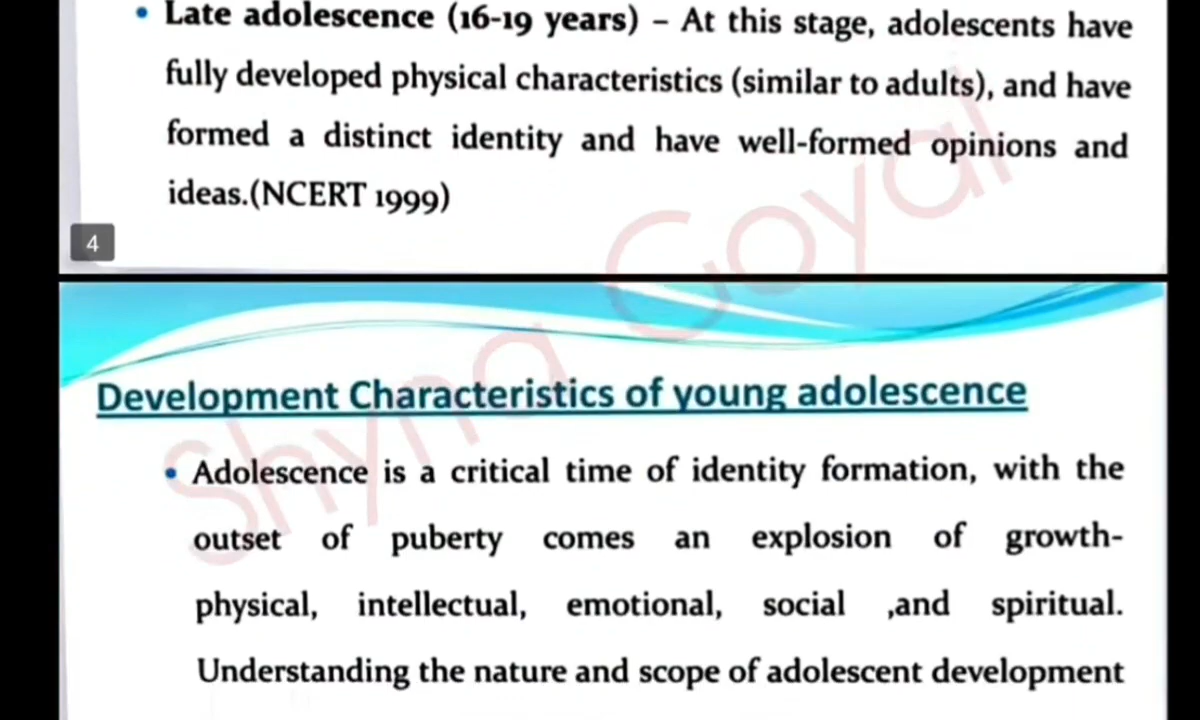 • Late adolescence (16-19 years) – At this stage, adolescents have
fully developed physical characteristics (similar to adults), and have
formed a distinct identity and have well-formed opinions and
ideas.(NCERT 1999)
4
Development Characteristics of young adolescence
• Adolescence is a critical time of identity formation, with the
outset of puberty comes an explosion of growth-
physical, intellectual, emotional, social ,and spiritual.
Understanding the nature and scope of adolescent development
Shyna Goyal